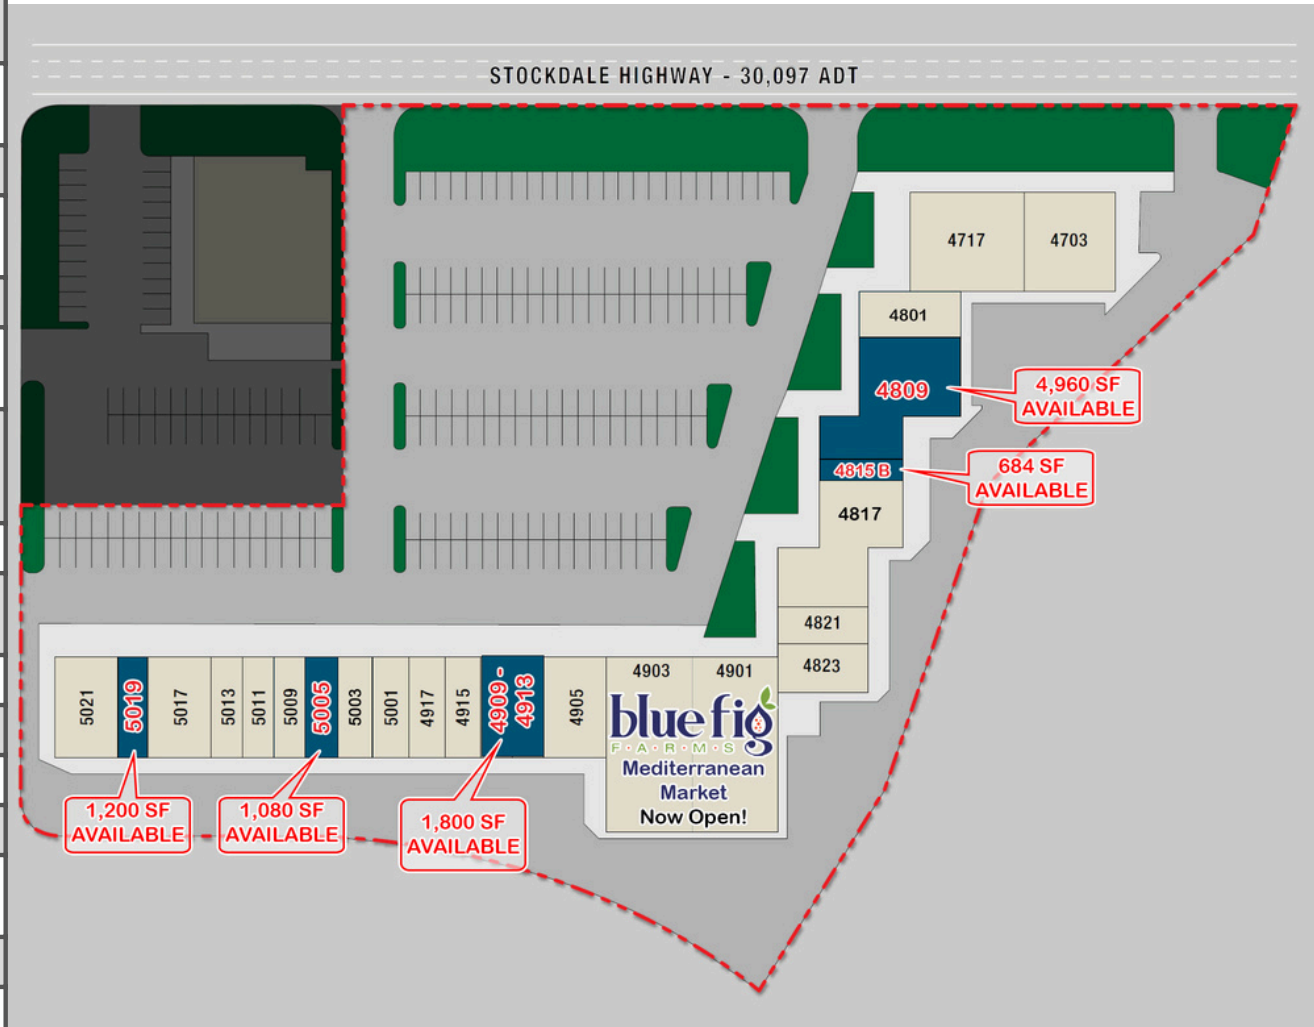 STOCKDALE HIGHWAY - 30,097 ADT
4717
4703
4801
4809
4,960 SF
AVAILABLE
4815 B
684 SF
AVAILABLE
4817
4821
4823
5021
5019
5017
5013
5011
5009
5005
5003
5001
4917
4915
4909 -
4913
4905
4903
4901
blue fig
FARMS
Mediterranean
Market
Now Open!
1,200 SF
AVAILABLE
1,080 SF
AVAILABLE
1,800 SF
AVAILABLE